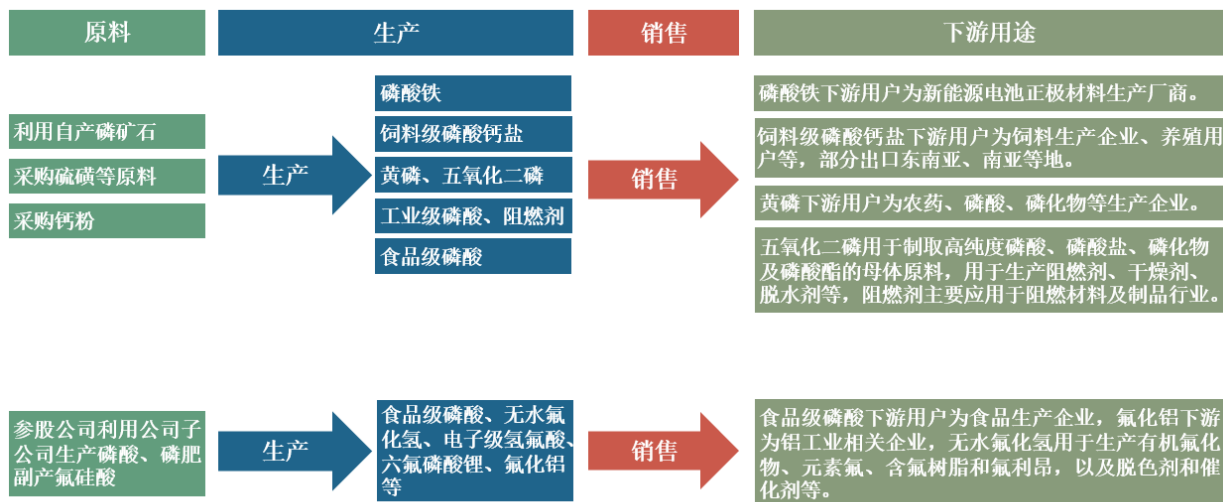 原料
生产
销售
下游用途
利用自产磷矿石
采购硫磺等原料
采购钙粉
生产
磷酸铁
饲料级磷酸钙盐
黄磷、五氧化二磷
工业级磷酸、阻燃剂
食品级磷酸
销售
磷酸铁下游用户为新能源电池正极材料生产厂商。
饲料级磷酸钙盐下游用户为饲料生产企业、养殖用
户等，部分出口东南亚、南亚等地。
黄磷下游用户为农药、磷酸、磷化物等生产企业。
五氧化二磷用于制取高纯度磷酸、磷酸盐、磷化物
及磷酸酯的母体原料，用于生产阻燃剂、干燥剂、
脱水剂等，阻燃剂主要应用于阻燃材料及制品行业。
参股公司利用公司子
公司生产磷酸、磷肥
副产氟硅酸
生产
食品级磷酸、无水氟
化氢、电子级氢氟酸、
六氟磷酸锂、氟化铝
等
销售
食品级磷酸下游用户为食品生产企业，氟化铝下游
为铝工业相关企业，无水氟化氢用于生产有机氟化
物、元素氟、含氟树脂和氟利昂，以及脱色剂和催
化剂等。